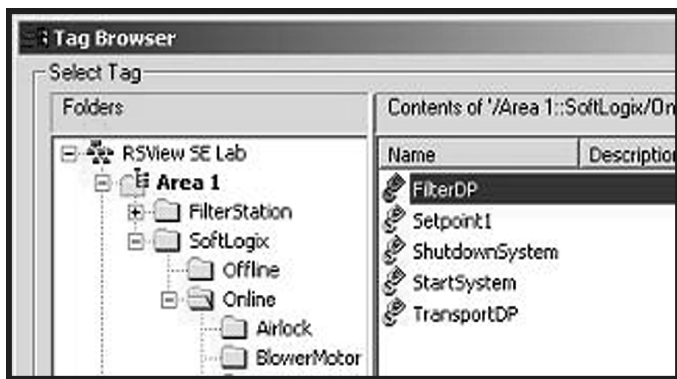 Tag Browser
Select Tag
Folders
Contents of '/Area 1::SoftLogix/On
RSView SE Lab
Area 1
FilterStation
SoftLogix
Offline
Online
Airlock
BlowerMotor
Name Description
FilterDP
Setpoint1
ShutdownSystem
StartSystem
TransportDP